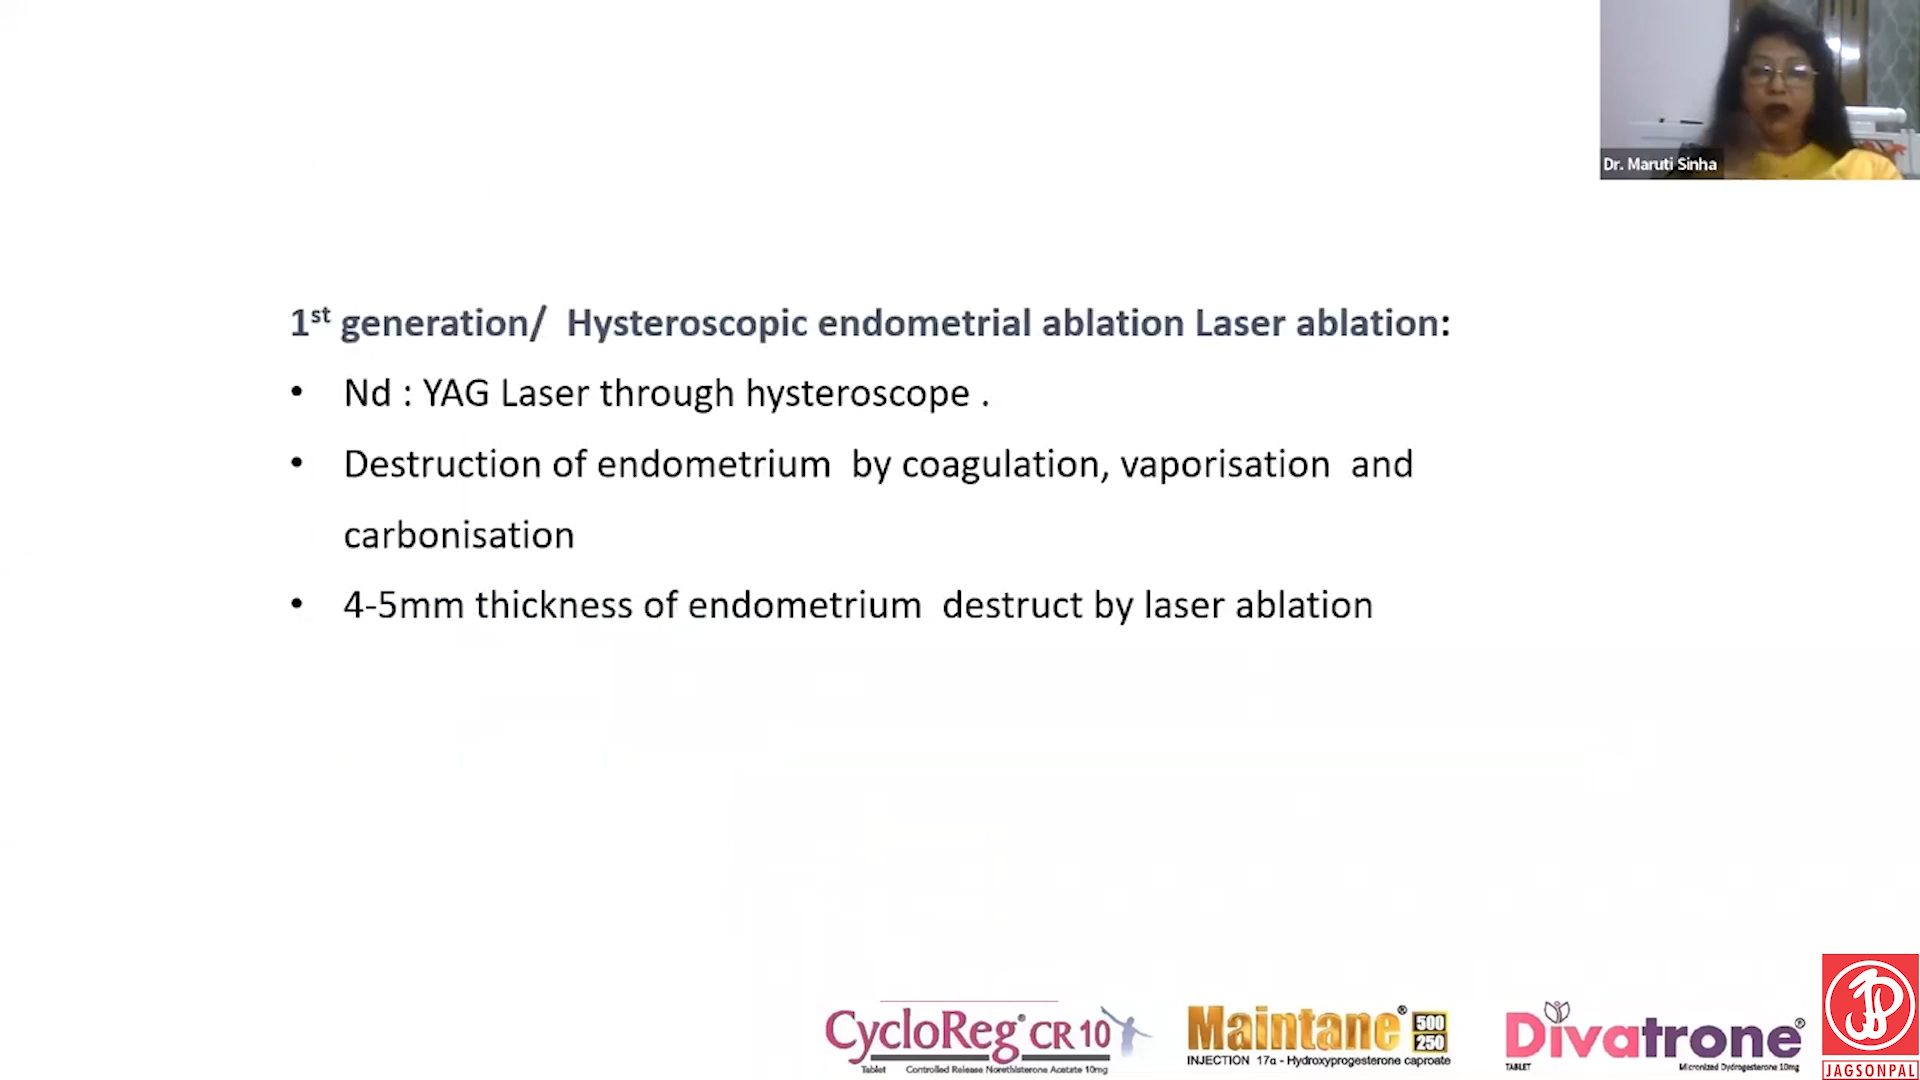 Dr. Maruti Sinha
1st generation/ Hysteroscopic endometrial ablation Laser ablation:
• Nd : YAG Laser through hysteroscope .
• Destruction of endometrium by coagulation, vaporisation and
carbonisation
• 4-5mm thickness of endometrium destruct by laser ablation
CycloReg® CR 10
Tablet Controlled Release Norethisterone Acetate 10mg
Maintane® 500 250
INJECTION 17α - Hydroxyprogesterone caproate
Divatrone®
TABLET Micronized Dydrogesterone 10mg
JAGSONPAL